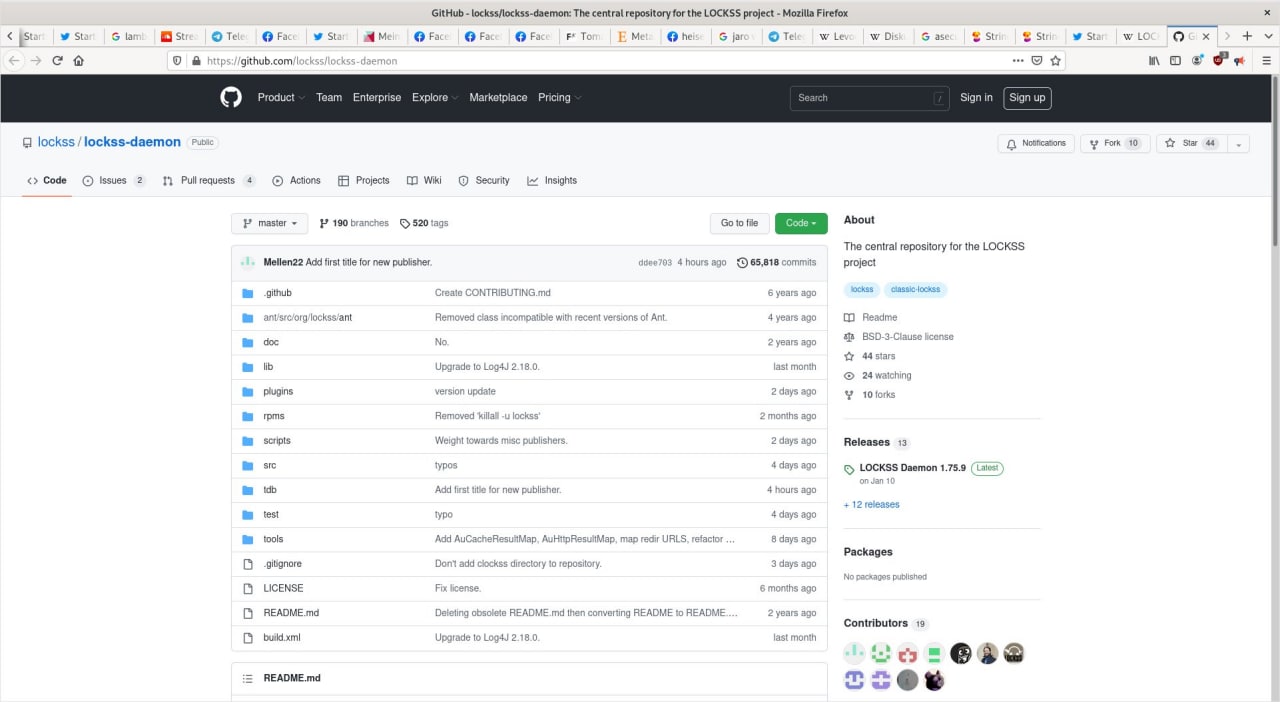 GitHub - lockss/lockss-daemon: The central repository for the LOCKSS project - Mozilla Firefox
Start Start lamb Strea Teleg Face Start Mein Face Face Face Face Tom Meta heise jaro Teleg Levo Disk asec Strin Strin Start LOC G
https://github.com/lockss/lockss-daemon
3
Product Team Enterprise Explore Marketplace Pricing Search / Sign in Sign up
lockss / lockss-daemon Public Notifications Fork 10 Star 44
Code Issues 2 Pull requests 4 Actions Projects Wiki Security Insights
master 190 branches 520 tags Go to file Code
Mellen22 Add first title for new publisher. ddee703 4 hours ago 65,818 commits
.github Create CONTRIBUTING.md 6 years ago
ant/src/org/lockss/ant Removed class incompatible with recent versions of Ant. 4 years ago
doc No. 2 years ago
lib Upgrade to Log4J 2.18.0. last month
plugins version update 2 days ago
rpms Removed 'killall -u lockss' 2 months ago
scripts Weight towards misc publishers. 2 days ago
src typos 4 days ago
tdb Add first title for new publisher. 4 hours ago
test typo 4 days ago
tools Add AuCacheResultMap, AuHttpResultMap, map redir URLS, refactor … 8 days ago
.gitignore Don't add clockss directory to repository. 3 days ago
LICENSE Fix license. 6 months ago
README.md Deleting obsolete README.md then converting README to README.… 2 years ago
build.xml Upgrade to Log4J 2.18.0. last month
README.md
About
The central repository for the LOCKSS
project
lockss classic-lockss
Readme
BSD-3-Clause license
44 stars
24 watching
10 forks
Releases 13
LOCKSS Daemon 1.75.9 Latest
on Jan 10
+ 12 releases
Packages
No packages published
Contributors 19